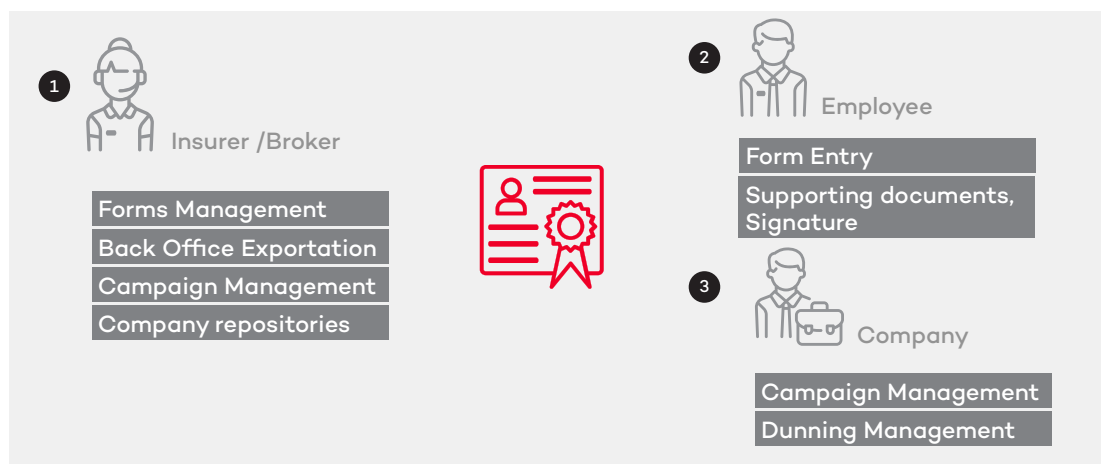 1
Insurer /Broker
Forms Management
Back Office Exportation
Campaign Management
Company repositories
2
Employee
Form Entry
Supporting documents,
Signature
3
Company
Campaign Management
Dunning Management